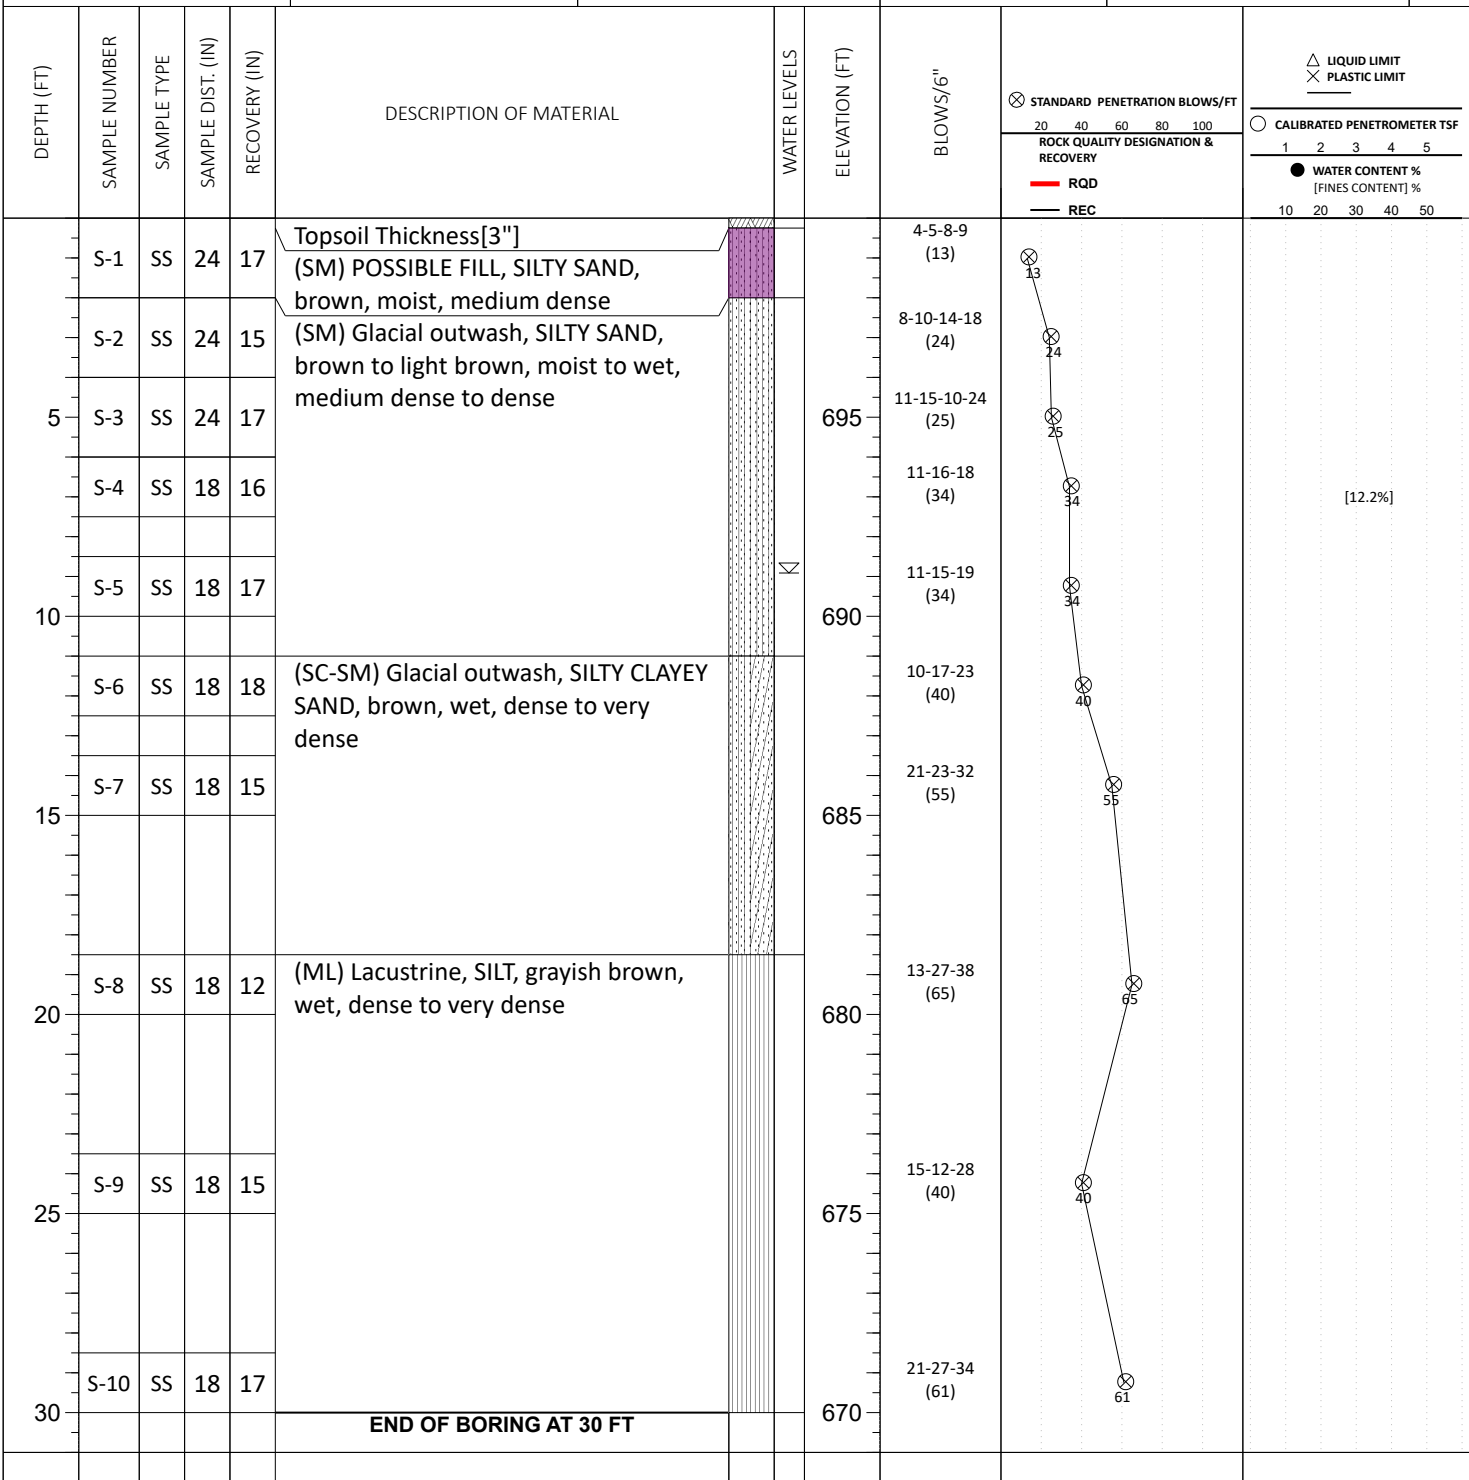 DEPTH (FT)
SAMPLE NUMBER
SAMPLE TYPE
SAMPLE DIST. (IN)
RECOVERY (IN)
DESCRIPTION OF MATERIAL
WATER LEVELS
ELEVATION (FT)
BLOWS/6"
STANDARD PENETRATION BLOWS/FT
20 40 60 80 100
ROCK QUALITY DESIGNATION &
RECOVERY
RQD
REC
LIQUID LIMIT
PLASTIC LIMIT
CALIBRATED PENETROMETER TSF
1 2 3 4 5
WATER CONTENT %
[FINES CONTENT] %
10 20 30 40 50
Topsoil Thickness[3"]
4-5-8-9
S-1 SS 24 17
(SM) POSSIBLE FILL, SILTY SAND,
brown, moist, medium dense
(13)
13
S-2 SS 24 15
(SM) Glacial outwash, SILTY SAND,
brown to light brown, moist to wet,
medium dense to dense
8-10-14-18
(24)
24
5
S-3 SS 24 17
695
11-15-10-24
(25)
25
S-4 SS 18 16
11-16-18
(34)
34
[12.2%]
S-5 SS 18 17
11-15-19
(34)
34
10
690
S-6 SS 18 18
(SC-SM) Glacial outwash, SILTY CLAYEY
SAND, brown, wet, dense to very
dense
10-17-23
(40)
40
S-7 SS 18 15
21-23-32
(55)
55
15
685
S-8 SS 18 12
(ML) Lacustrine, SILT, grayish brown,
wet, dense to very dense
13-27-38
(65)
65
20
680
S-9 SS 18 15
15-12-28
(40)
40
25
675
S-10 SS 18 17
21-27-34
(61)
61
30
END OF BORING AT 30 FT
670